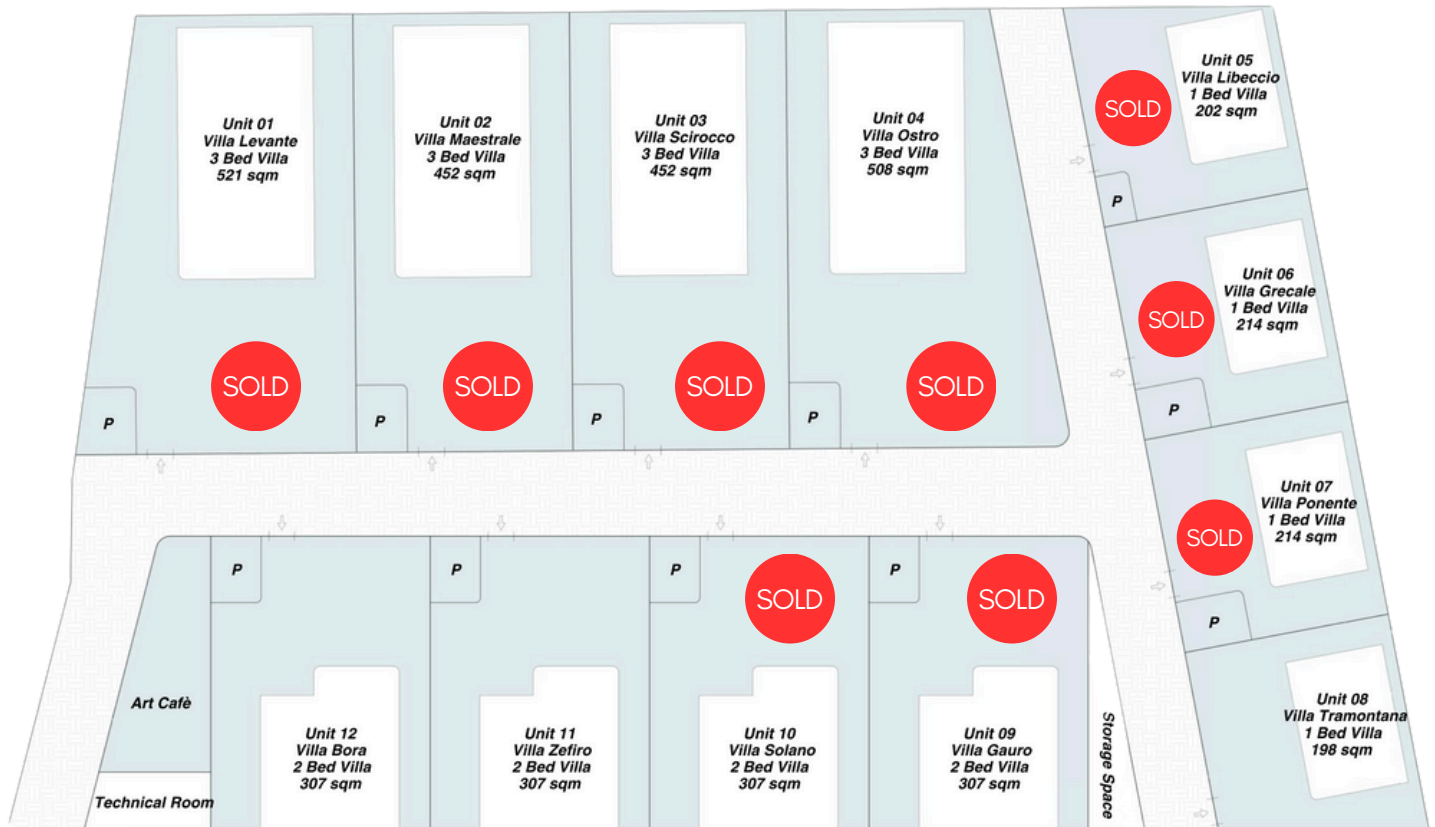 Unit 01
Villa Levante
3 Bed Villa
521 sqm
SOLD
P
Unit 02
Villa Maestrale
3 Bed Villa
452 sqm
SOLD
P
Unit 03
Villa Scirocco
3 Bed Villa
452 sqm
SOLD
P
Unit 04
Villa Ostro
3 Bed Villa
508 sqm
SOLD
P
Unit 05
Villa Libeccio
1 Bed Villa
202 sqm
SOLD
P
Unit 06
Villa Grecale
1 Bed Villa
214 sqm
SOLD
P
Unit 07
Villa Ponente
1 Bed Villa
214 sqm
SOLD
P
Unit 08
Villa Tramontana
1 Bed Villa
198 sqm
Art Cafè
Technical Room
P
Unit 12
Villa Bora
2 Bed Villa
307 sqm
P
Unit 11
Villa Zefiro
2 Bed Villa
307 sqm
P
SOLD
Unit 10
Villa Solano
2 Bed Villa
307 sqm
P
SOLD
Unit 09
Villa Gauro
2 Bed Villa
307 sqm
Storage Space